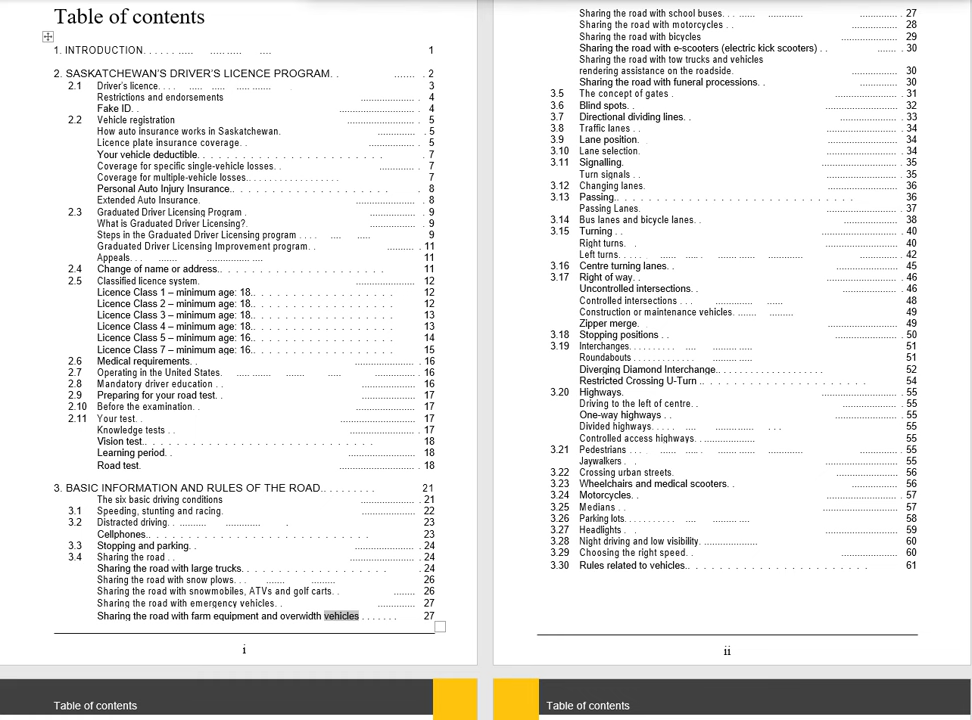 Table of contents
1. INTRODUCTION. . . . . . ..... ..... ..... .... 1
2. SASKATCHEWAN'S DRIVER'S LICENCE PROGRAM. . ....... . 2
2.1 Driver's licence. . . . ..... ..... ..... ....... 3
Restrictions and endorsements .................... . 4
Fake ID. . .......................... . 4
2.2 Vehicle registration ........................ . 5
How auto insurance works in Saskatchewan. ............. . 5
Licence plate insurance coverage. . ................ . 5
Your vehicle deductible. . . . . . . . . . . . . . . . . . . . . . . . 7
Coverage for specific single-vehicle losses. . ............ . 7
Coverage for multiple-vehicle losses. . . . . . . . . . . . . . . . . . . 7
Personal Auto Injury Insurance.. . . . . . . . . . . . . . . . . . . . 8
Extended Auto Insurance. .................... . 8
2.3 Graduated Driver Licensing Program . ................ . 9
What is Graduated Driver Licensing?. ................ . 9
Steps in the Graduated Driver Licensing program . . . . .... ..... 9
Graduated Driver Licensing Improvement program. . .......... . 11
Appeals. . . ....... ............... .... 11
2.4 Change of name or address.. . . . . . . . . . . . . . . . . . . . . 11
2.5 Classified licence system. .................... 12
Licence Class 1 – minimum age: 18.. . . . . . . . . . . . . . . . . . 12
Licence Class 2 – minimum age: 18.. . . . . . . . . . . . . . . . . . 12
Licence Class 3 – minimum age: 18.. . . . . . . . . . . . . . . . . . 13
Licence Class 4 – minimum age: 18.. . . . . . . . . . . . . . . . . . 13
Licence Class 5 – minimum age: 16.. . . . . . . . . . . . . . . . . . 14
Licence Class 7 – minimum age: 16.. . . . . . . . . . . . . . . . . . 15
2.6 Medical requirements. . .................... . 16
2.7 Operating in the United States. ..... ..... ....... ..... ............... . 16
2.8 Mandatory driver education . . .................. 16
2.9 Preparing for your road test. . .................. 17
2.10 Before the examination. . .................... 17
2.11 Your test. . .......................... 17
Knowledge tests . . ....................... . 17
Vision test.. . . . . . . . . . . . . . . . . . . . . . . . . . . . . 18
Learning period. . ....................... 18
Road test. .......................... . 18
3. BASIC INFORMATION AND RULES OF THE ROAD.. . . . . . . . . 21
The six basic driving conditions .................... . 21
3.1 Speeding, stunting and racing. .................. 22
3.2 Distracted driving. . .......... ............. . 23
Cellphones.. . . . . . . . . . . . . . . . . . . . . . . . . . . . 23
3.3 Stopping and parking. . .................... . 24
3.4 Sharing the road . . ....................... . 24
Sharing the road with large trucks. . . . . . . . . . . . . . . . . . . . 24
Sharing the road with snow plows. . . ....... ......... 26
Sharing the road with snowmobiles, ATVs and golf carts. . ........ 26
Sharing the road with emergency vehicles. . ............. 27
Sharing the road with farm equipment and overwidth vehicles . . . . . . . 27
i
Sharing the road with school buses. . . ..... ........... .............. . 27
Sharing the road with motorcycles . . ................ 28
Sharing the road with bicycles .................... 29
Sharing the road with e-scooters (electric kick scooters) . . ....... . 30
Sharing the road with tow trucks and vehicles
rendering assistance on the roadside. ................ 30
Sharing the road with funeral processions. . ............. 30
3.5 The concept of gates . ....................... . 31
3.6 Blind spots. . .......................... 32
3.7 Directional dividing lines. . .................... . 33
3.8 Traffic lanes . . .......................... . 34
3.9 Lane position. .......................... 34
3.10 Lane selection. .......................... . 34
3.11 Signalling. .......................... . 35
Turn signals . . .......................... . 35
3.12 Changing lanes. ....................... 36
3.13 Passing.. . . . . . . . . . . . . . . . . . . . . . . . . . . . . . 36
Passing Lanes. .......................... . 37
3.14 Bus lanes and bicycle lanes. . .................. 38
3.15 Turning . . .......................... . 40
Right turns. . .......................... . 40
Left turns. . . . ..... ..... ....... ..... ............... . 42
3.16 Centre turning lanes. . .................... 45
3.17 Right of way. . .......................... . 46
Uncontrolled intersections. . .................... . 46
Controlled intersections . . . .............. ...... 48
Construction or maintenance vehicles. ....... ......... 49
Zipper merge. .......................... 49
3.18 Stopping positions . . .................... . 50
3.19 Interchanges. . . . . . . . . .... ......... .... 51
Roundabouts . . . . . . . . . . . . ......... .... 51
Diverging Diamond Interchange.. . . . . . . . . . . . . . . . . . . . 52
Restricted Crossing U-Turn . . . . . . . . . . . . . . . . . . . . . . 54
3.20 Highways. .......................... . 55
Driving to the left of centre. . .................... . 55
One-way highways . . .................... . 55
Divided highways. . . . ..... ............... . . . 55
Controlled access highways. . .................. 55
3.21 Pedestrians . . . . ..... ..... ....... ..... ............... . 55
Jaywalkers . . .......................... 55
3.22 Crossing urban streets. .................... 56
3.23 Wheelchairs and medical scooters. . ................ 56
3.24 Motorcycles. . .......................... . 57
3.25 Medians . . .......................... 57
3.26 Parking lots. . . . . . . . . . .... ......... .... 58
3.27 Headlights . . .......................... 59
3.28 Night driving and low visibility. ................... 60
3.29 Choosing the right speed. . .................... 60
3.30 Rules related to vehicles.. . . . . . . . . . . . . . . . . . . . . . 61
ii
Table of contents
Table of contents